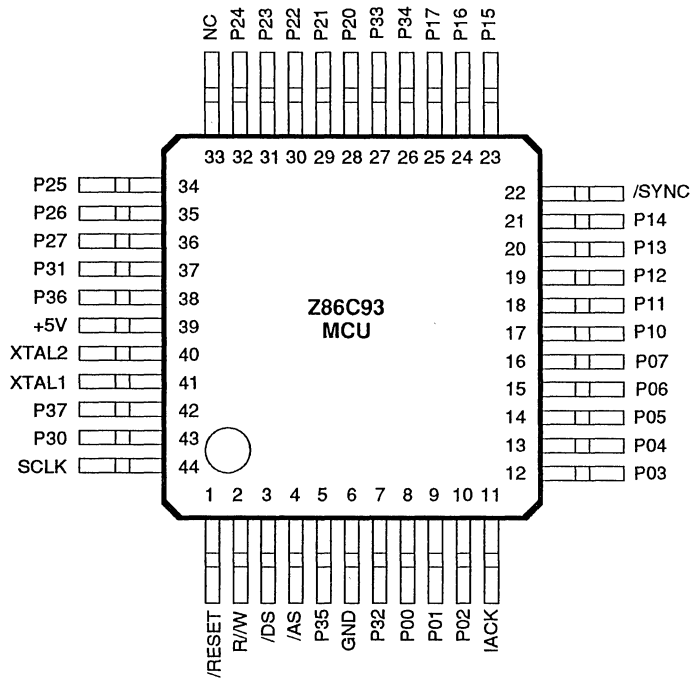 NC P24 P23 P22 P21 P20 P33 P34 P17 P16 P15
33 32 31 30 29 28 27 26 25 24 23
P25 34
P26 35
P27 36
P31 37
P36 38
+5V 39
XTAL2 40
XTAL1 41
P37 42
P30 43
SCLK 44
Z86C93
MCU
22 /SYNC
21 P14
20 P13
19 P12
18 P11
17 P10
16 P07
15 P06
14 P05
13 P04
12 P03
1 2 3 4 5 6 7 8 9 10 11
/RESET R//W /DS /AS P35 GND P32 P00 P01 P02 IACK